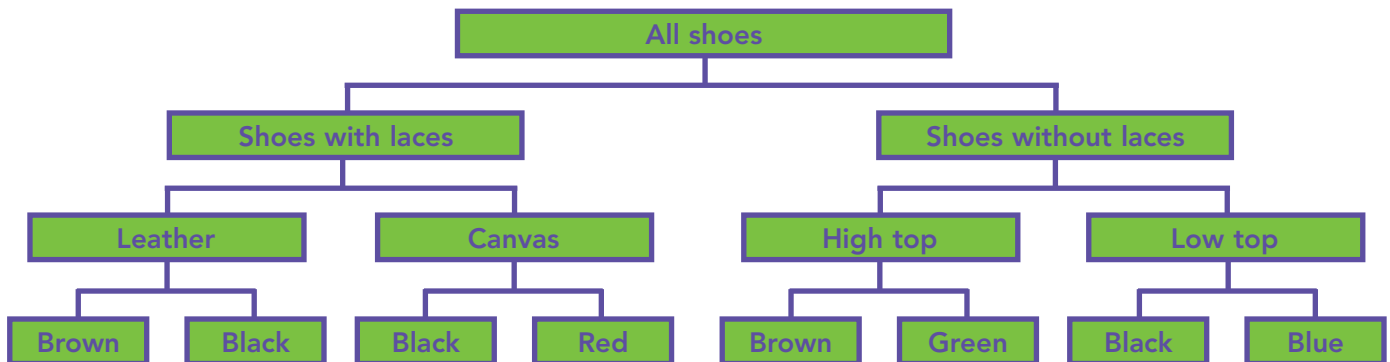 All shoes
Shoes with laces
Shoes without laces
Leather
Canvas
High top
Low top
Brown
Black
Black
Red
Brown
Green
Black
Blue